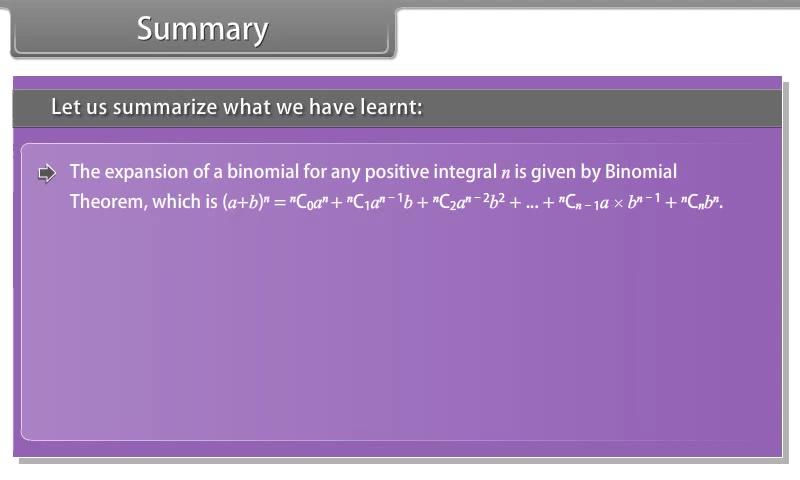 Summary
Let us summarize what we have learnt:
The expansion of a binomial for any positive integral n is given by Binomial
Theorem, which is (a+b)ⁿ = ⁿC₀aⁿ + ⁿC₁aⁿ⁻¹b + ⁿC₂aⁿ⁻²b² + ... + ⁿCₙ₋₁a × bⁿ⁻¹ + ⁿCₙbⁿ.